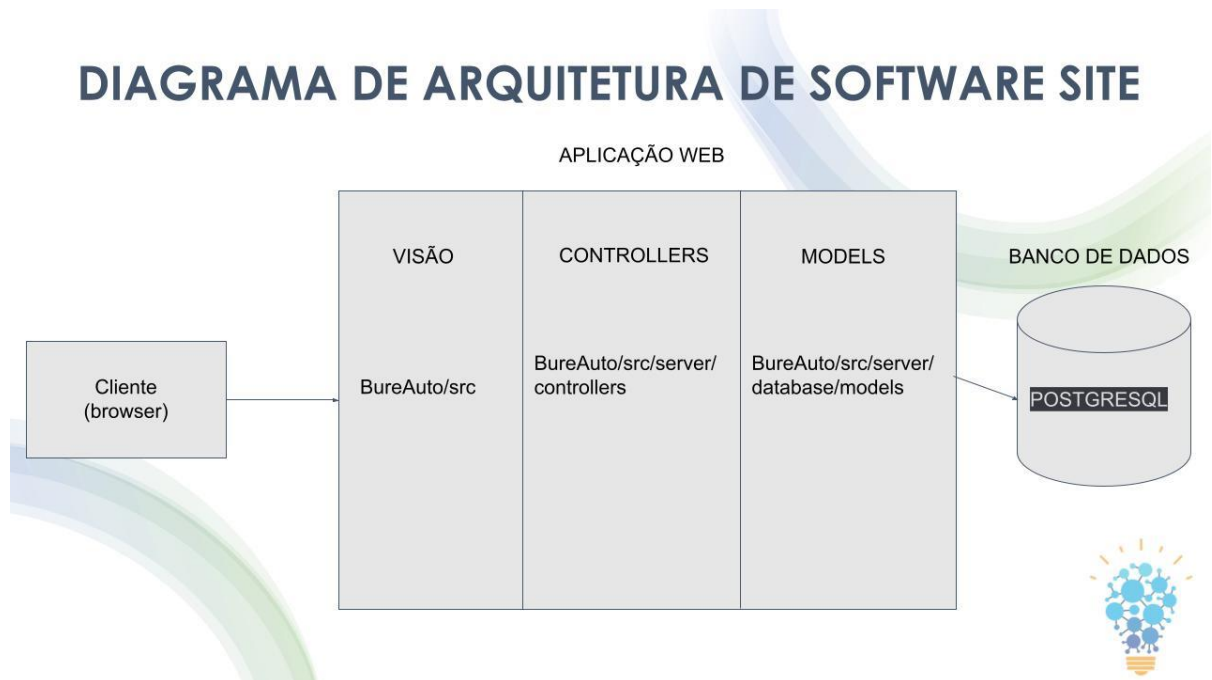 DIAGRAMA DE ARQUITETURA DE SOFTWARE SITE
APLICAÇÃO WEB
VISÃO
CONTROLLERS
MODELS
BANCO DE DADOS
Cliente
(browser)
BureAuto/src
BureAuto/src/server/
controllers
BureAuto/src/server/
database/models
POSTGRESQL